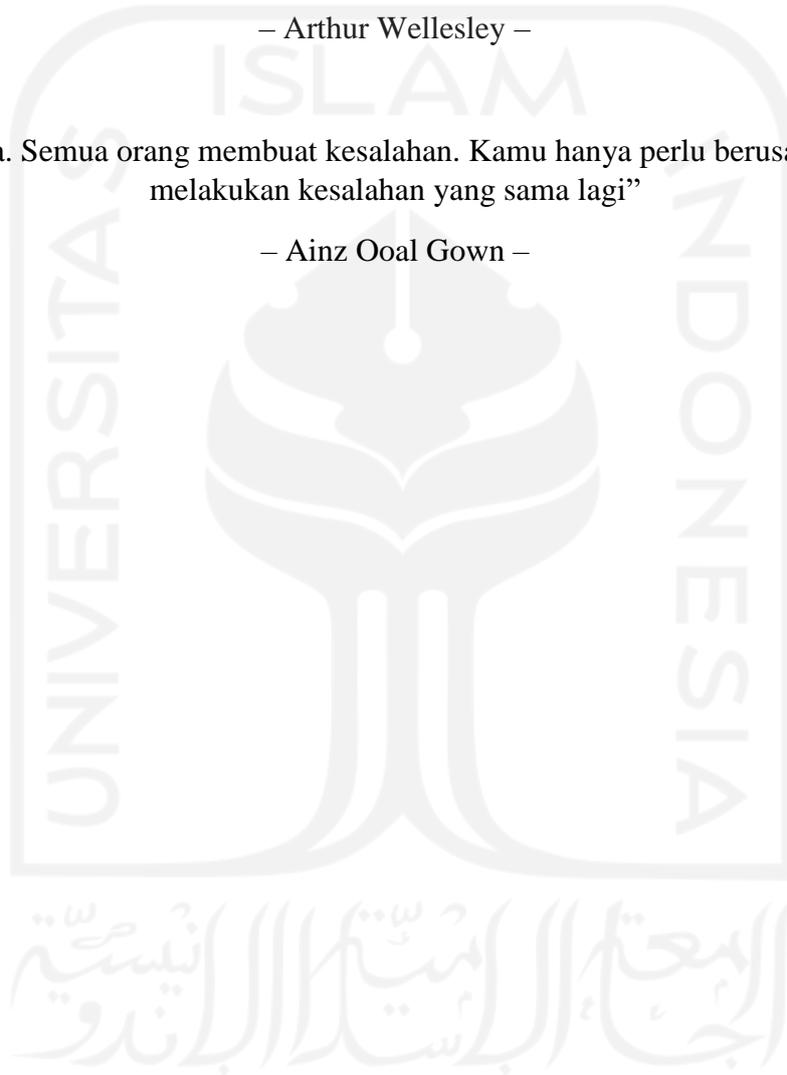 – Arthur Wellesley –
ISLAM
. Semua orang membuat kesalahan. Kamu hanya perlu
melakukan kesalahan yang sama lagi”
– Ainz Ooal Gown –
UNIVERSITAS
INDONESIA